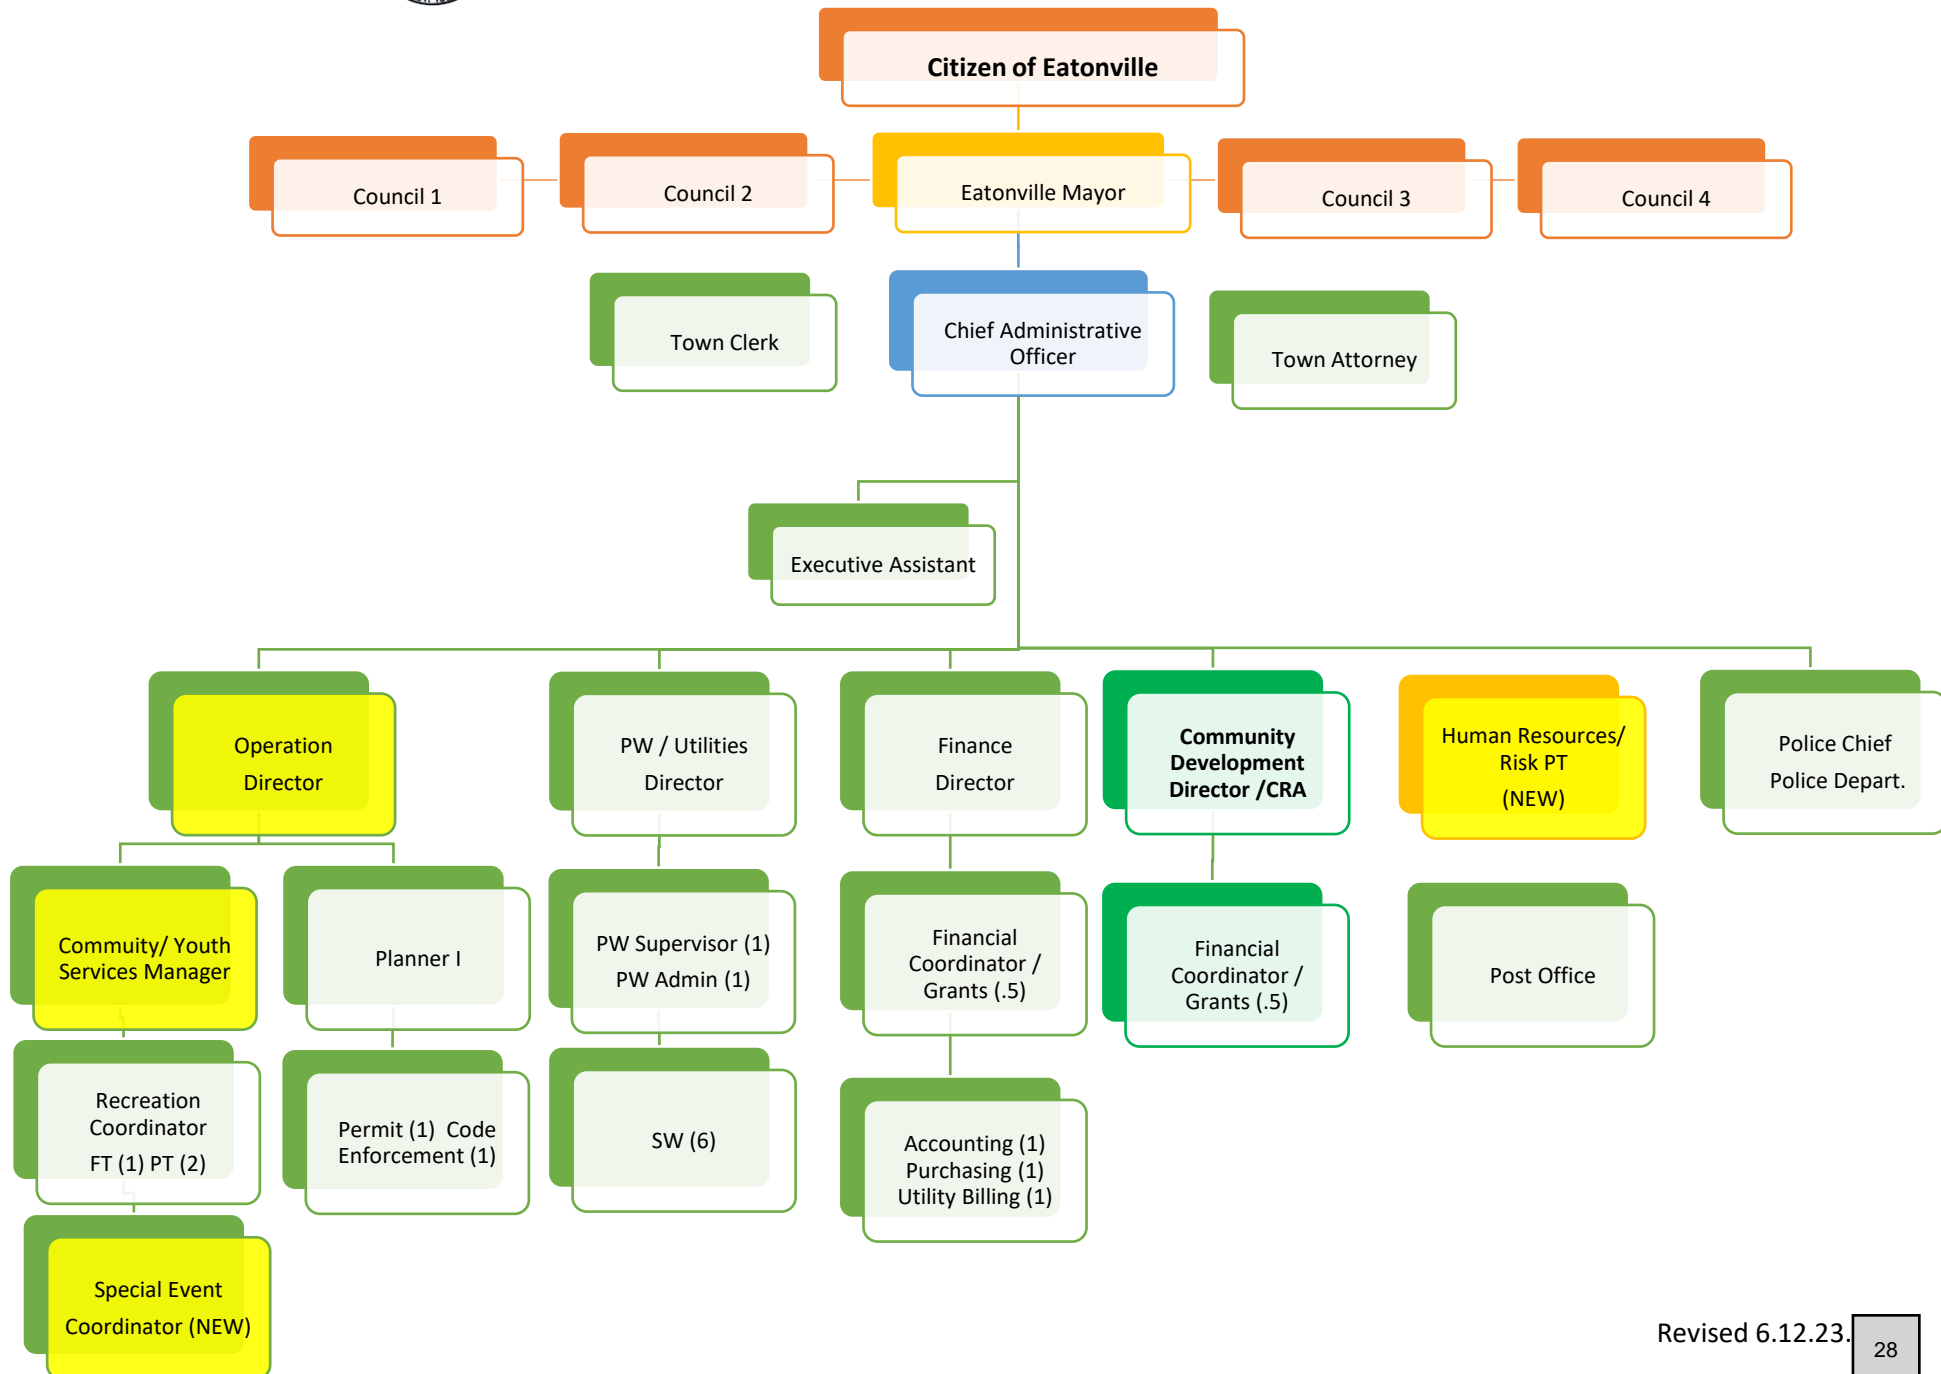 Citizen of Eatonville
Council 1
Council 2
Eatonville Mayor
Council 3
Council 4
Town Clerk
Chief Administrative
Officer
Town Attorney
Executive Assistant
Operation
Director
PW / Utilities
Director
Finance
Director
Community
Development
Director /CRA
Human Resources/
Risk PT
(NEW)
Police Chief
Police Depart.
Commuity/ Youth
Services Manager
Planner I
PW Supervisor (1)
PW Admin (1)
Financial
Coordinator /
Grants (.5)
Financial
Coordinator /
Grants (.5)
Post Office
Recreation
Coordinator
FT (1) PT (2)
Permit (1) Code
Enforcement (1)
SW (6)
Accounting (1)
Purchasing (1)
Utility Billing (1)
Special Event
Coordinator (NEW)
Revised 6.12.23.
28